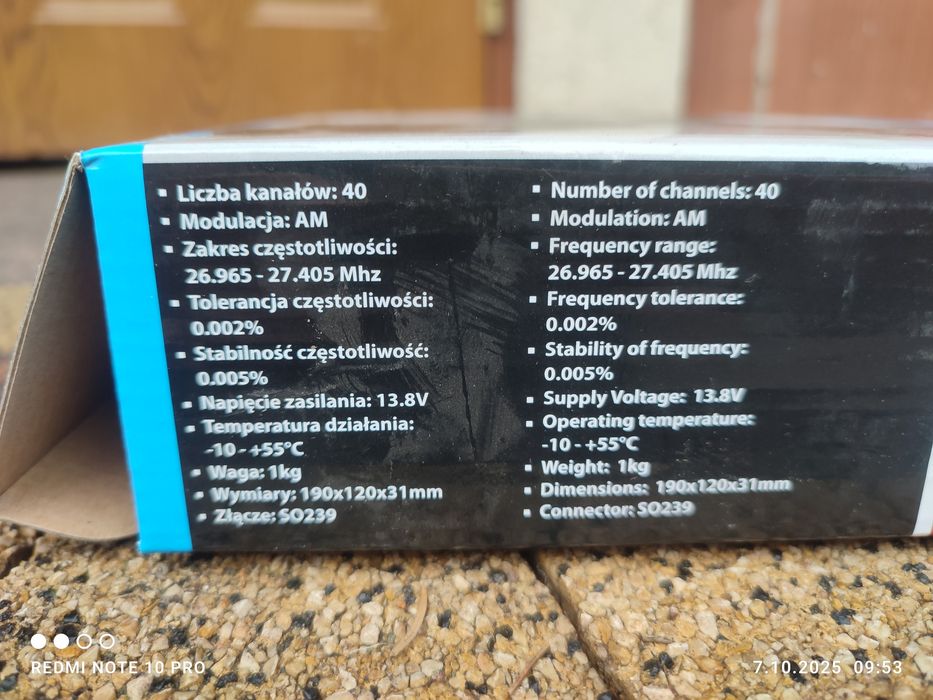 ▪ Liczba kanałów: 40
▪ Modulacja: AM
▪ Zakres częstotliwości:
26.965 - 27.405 Mhz
▪ Tolerancja częstotliwości:
0.002%
▪ Stabilność częstotliwość:
0.005%
▪ Napięcie zasilania: 13.8V
▪ Temperatura działania:
-10 - +55°C
▪ Waga: 1kg
▪ Wymiary: 190x120x31mm
▪ Złącze: SO239
▪ Number of channels: 40
▪ Modulation: AM
▪ Frequency range:
26.965 - 27.405 Mhz
▪ Frequency tolerance:
0.002%
▪ Stability of frequency:
0.005%
▪ Supply Voltage: 13.8V
▪ Operating temperature:
-10 - +55°C
▪ Weight: 1kg
▪ Dimensions: 190x120x31mm
▪ Connector: SO239
REDMI NOTE 10 PRO
7.10.2025 09:53